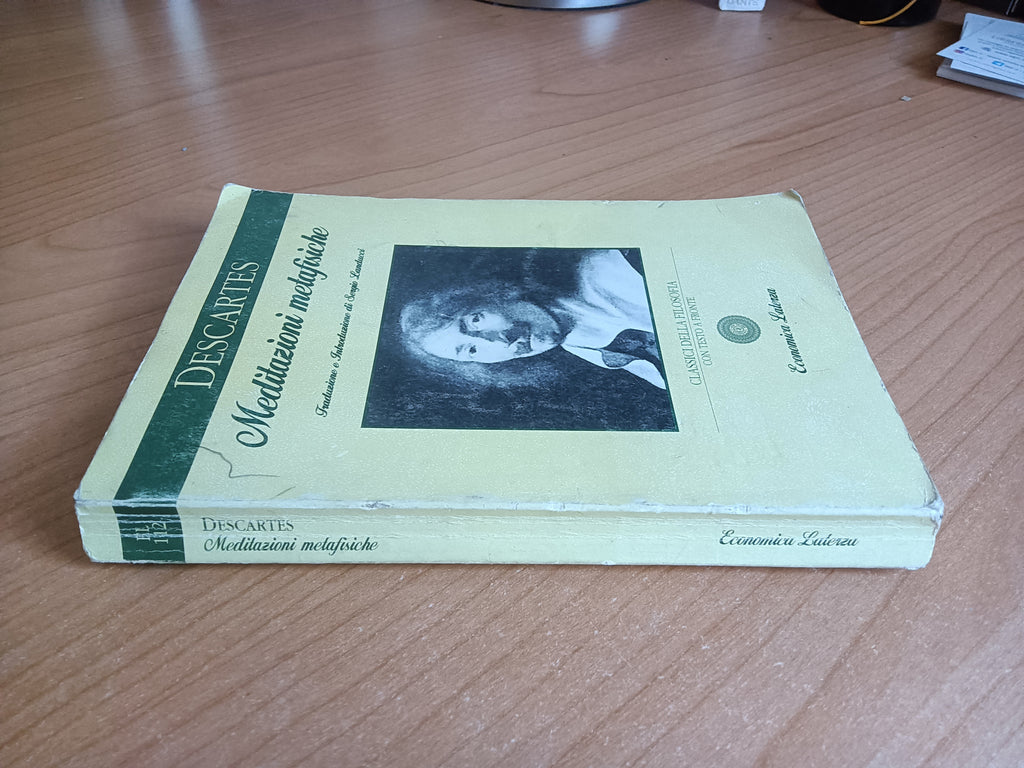 DESCARTES
Meditazioni metafisiche
Traduzione e Introduzione di Sergio Landucci
CLASSICI DELLA FILOSOFIA
CON TESTO A FRONTE
Economica Laterza
EL
112
DESCARTES
Meditazioni metafisiche
Economica Laterza
DANTS